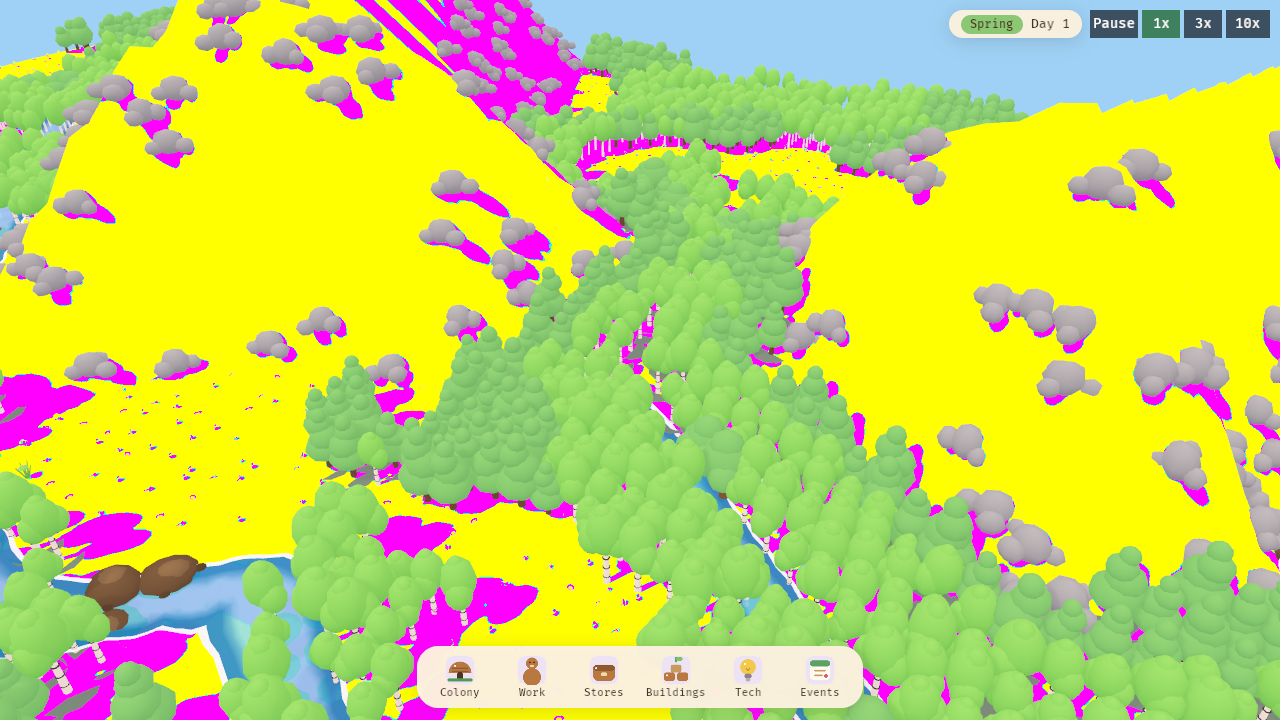 Spring Day 1 Pause 1x 3x 10x
Colony Work Stores Buildings Tech Events